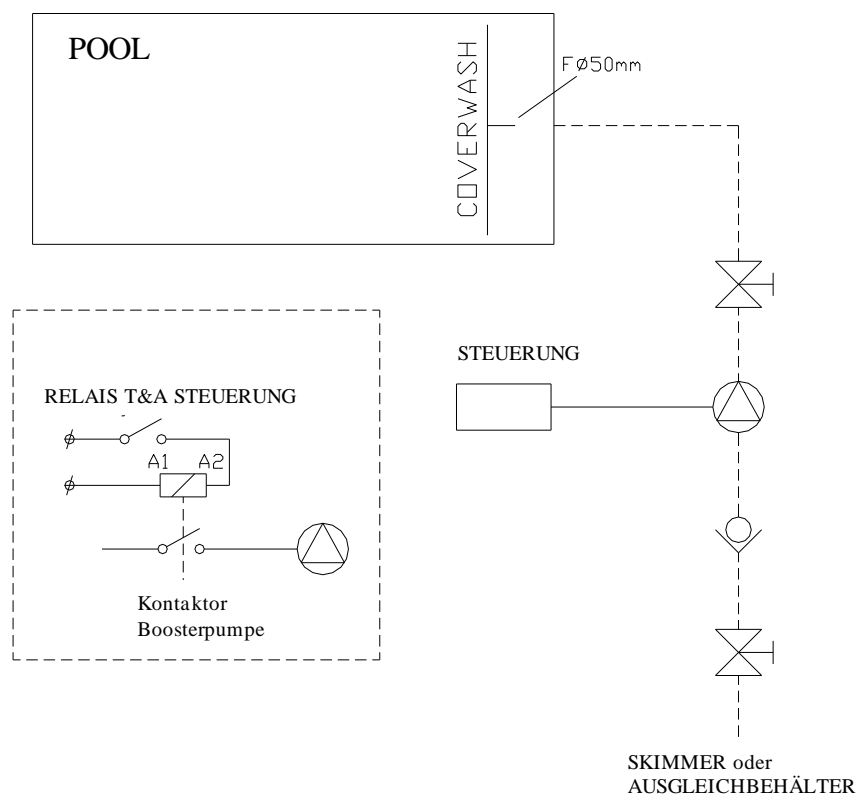 POOL
COVERWASH
FØ50mm
STEUERUNG
RELAIS T&A STEUERUNG
A1 A2
Kontaktor
Boosterpumpe
SKIMMER oder
AUSGLEICHBEHÄLTER